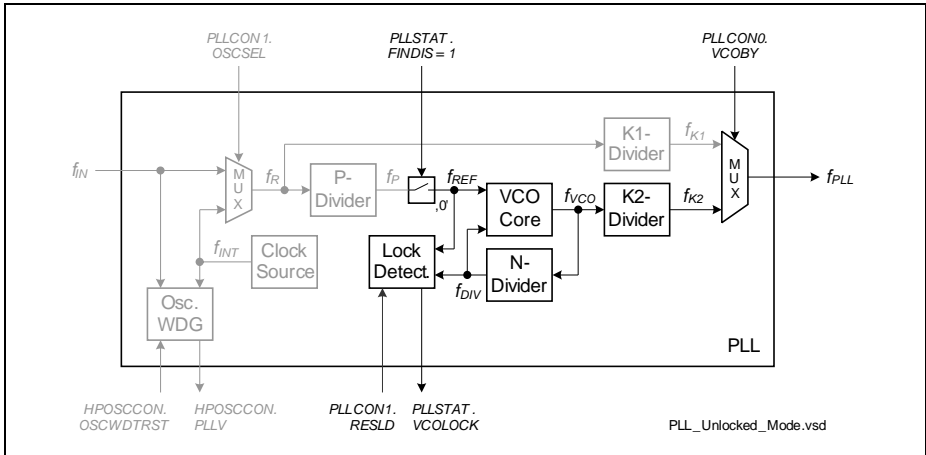 PLLCON1.
OSCSEL
PLLSTAT.
FINDIS = 1
PLLCON0.
VCOBY
fIN
MUX
fR
P-
Divider
fP
,0'
fREF
VCO
Core
fVCO
K1-
Divider
fK1
K2-
Divider
fK2
MUX
fPLL
fINT
Clock
Source
Lock
Detect.
fDIV
N-
Divider
Osc.
WDG
PLL
HPOSCCON.
OSCWDTRST
HPOSCCON.
PLLV
PLLCON1.
RESLD
PLLSTAT.
VCOLOCK
PLL_Unlocked_Mode.vsd